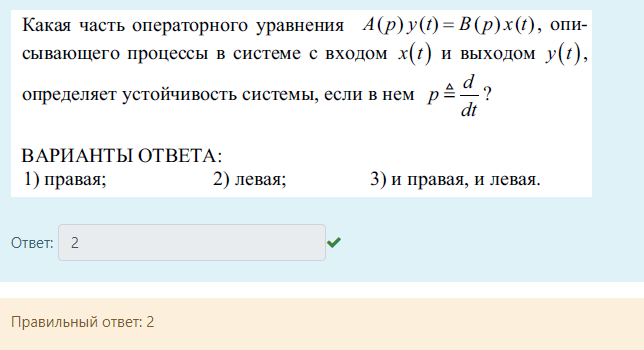 Какая часть операторного уравнения A(p)y(t)=B(p)x(t), опи-
сывающего процессы в системе с входом x(t) и выходом y(t),
определяет устойчивость системы, если в нем p ≜ d/dt ?
ВАРИАНТЫ ОТВЕТА:
1) правая; 2) левая; 3) и правая, и левая.
Ответ: 2
Правильный ответ: 2